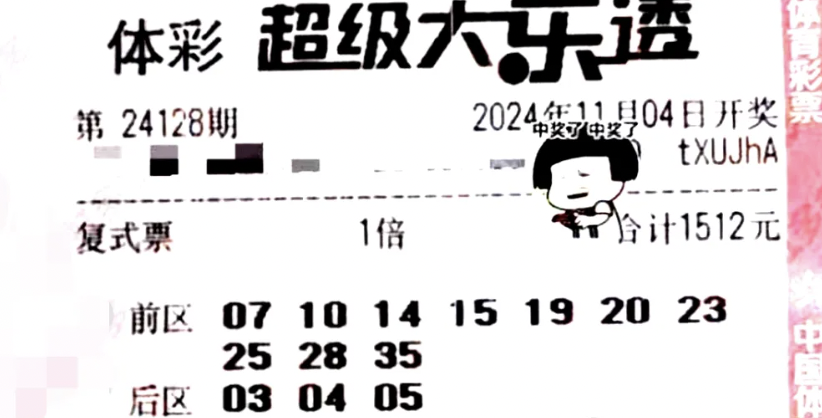 体彩 超级大乐透
第 24128期
2024年11月04日开奖
中奖了 中奖了
tXUJhA
复式票 1倍 合计1512元
前区 07 10 14 15 19 20 23
25 28 35
后区 03 04 05
体育彩票
中国体